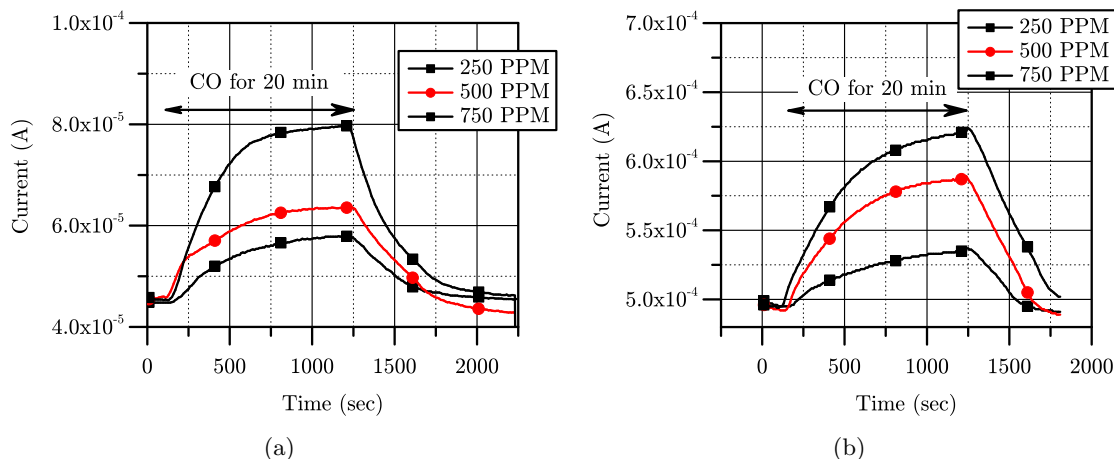 1.0x10⁻⁴
8.0x10⁻⁵
6.0x10⁻⁵
4.0x10⁻⁵
Current (A)
CO for 20 min
250 PPM
500 PPM
750 PPM
0 500 1000 1500 2000
Time (sec)
(a)
7.0x10⁻⁴
6.5x10⁻⁴
6.0x10⁻⁴
5.5x10⁻⁴
5.0x10⁻⁴
Current (A)
CO for 20 min
250 PPM
500 PPM
750 PPM
0 500 1000 1500 2000
Time (sec)
(b)